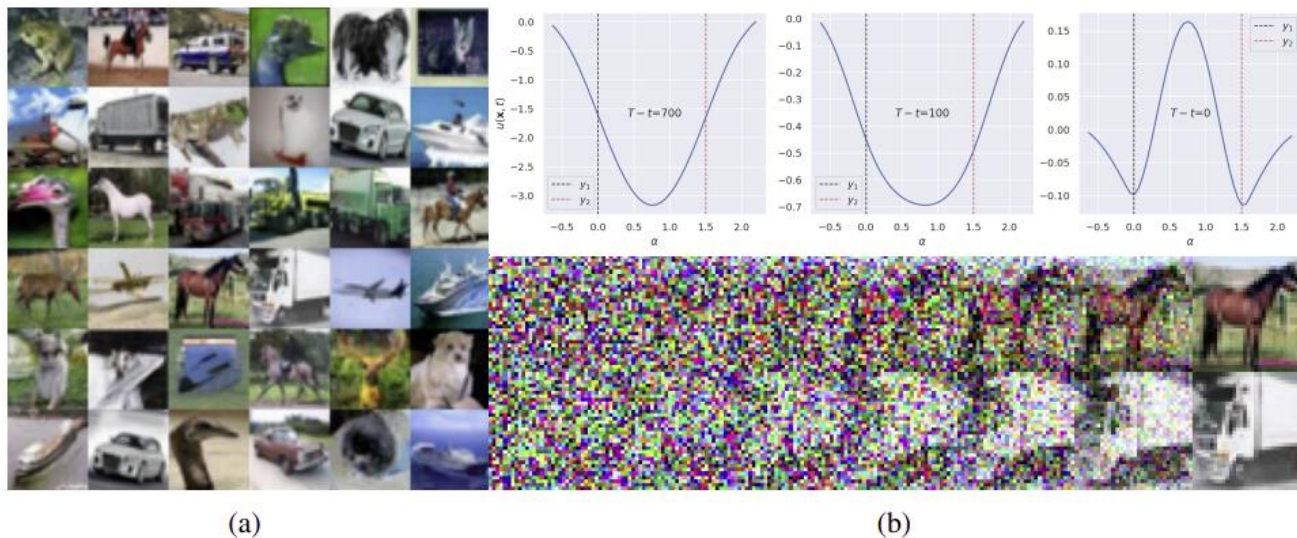 0.0
−0.5
−1.0
−1.5
−2.0
−2.5
−3.0
u(x, t)
T − t=700
y₁
y₂
−0.5 0.0 0.5 1.0 1.5 2.0
α
0.0
−0.1
−0.2
−0.3
−0.4
−0.5
−0.6
−0.7
T − t=100
y₁
y₂
−0.5 0.0 0.5 1.0 1.5 2.0
α
0.15
0.10
0.05
0.00
−0.05
−0.10
y₁
y₂
T − t=0
−0.5 0.0 0.5 1.0 1.5 2.0
α
(a)
(b)